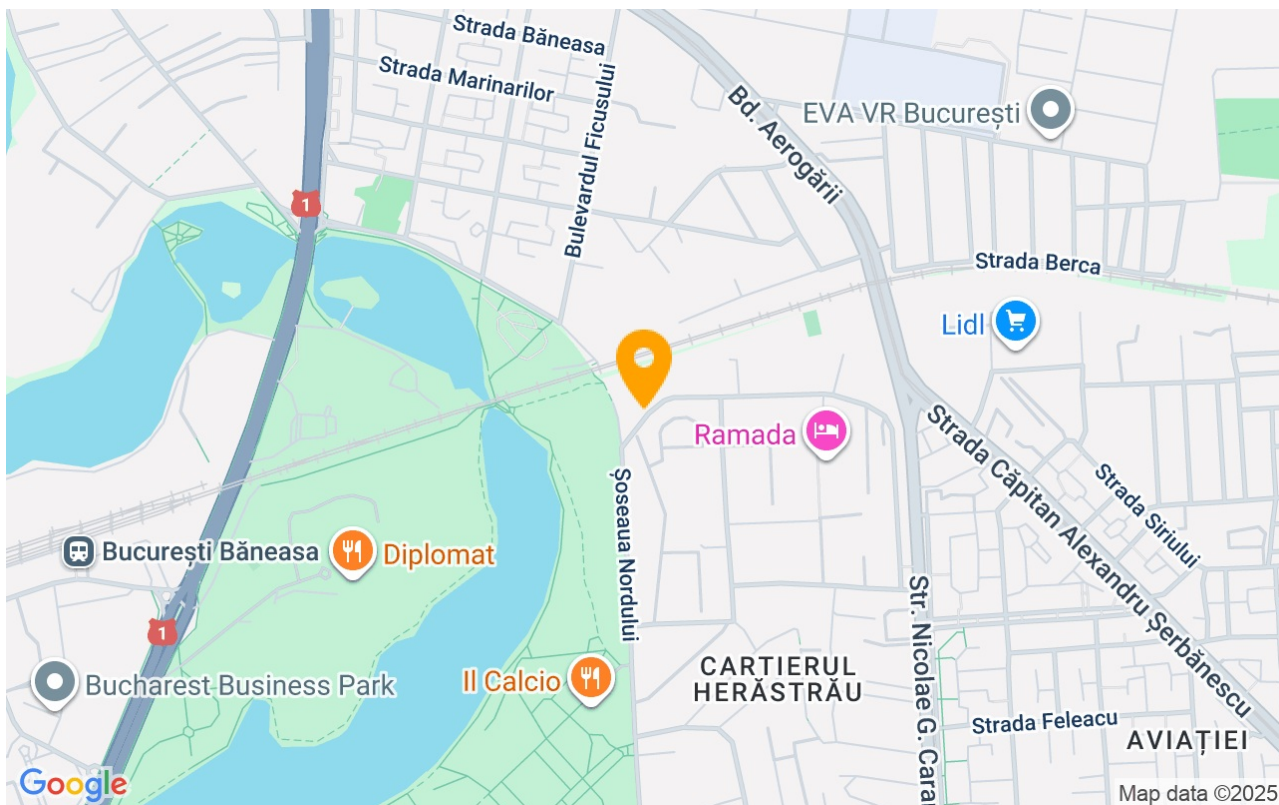 Strada Băneasa
Strada Marinarilor
Bulevardul Ficusului
Bd. Aerogării
EVA VR București
1
Strada Berca
Lidl
Ramada
Șoseaua Nordului
Strada Căpitan Alexandru Șerbănescu
Strada Siriului
București Băneasa
Diplomat
Str. Nicolae G. Cara
1
Bucharest Business Park
Il Calcio
CARTIERUL
HERĂSTRĂU
Strada Feleacu
AVIAȚIEI
Google
Map data ©2025